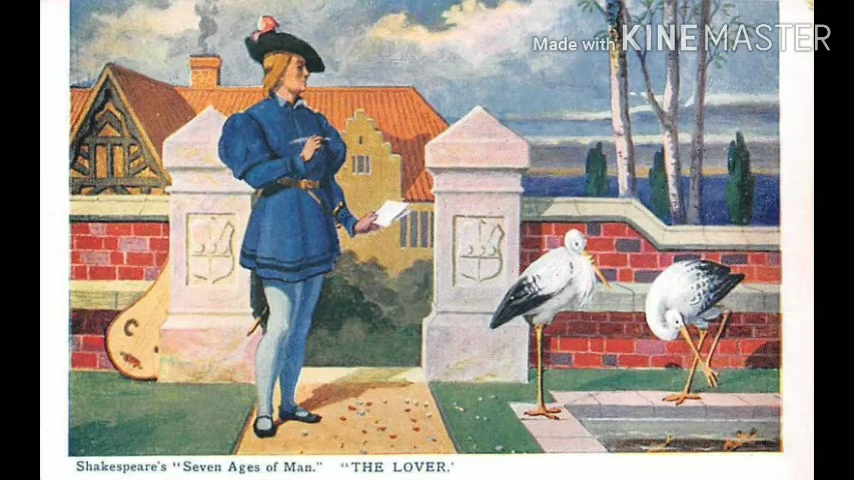 Made with KINEMASTER
Shakespeare's "Seven Ages of Man." "THE LOVER.'